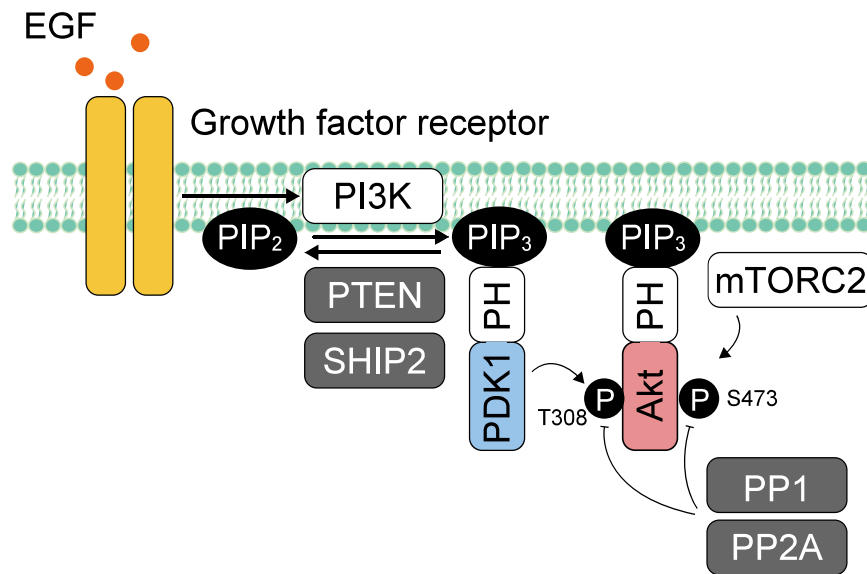 EGF
Growth factor receptor
PI3K
PIP₂
PIP₃
PIP₃
PTEN
SHIP2
PH
PDK1
PH
Akt
mTORC2
T308
P
P
S473
PP1
PP2A